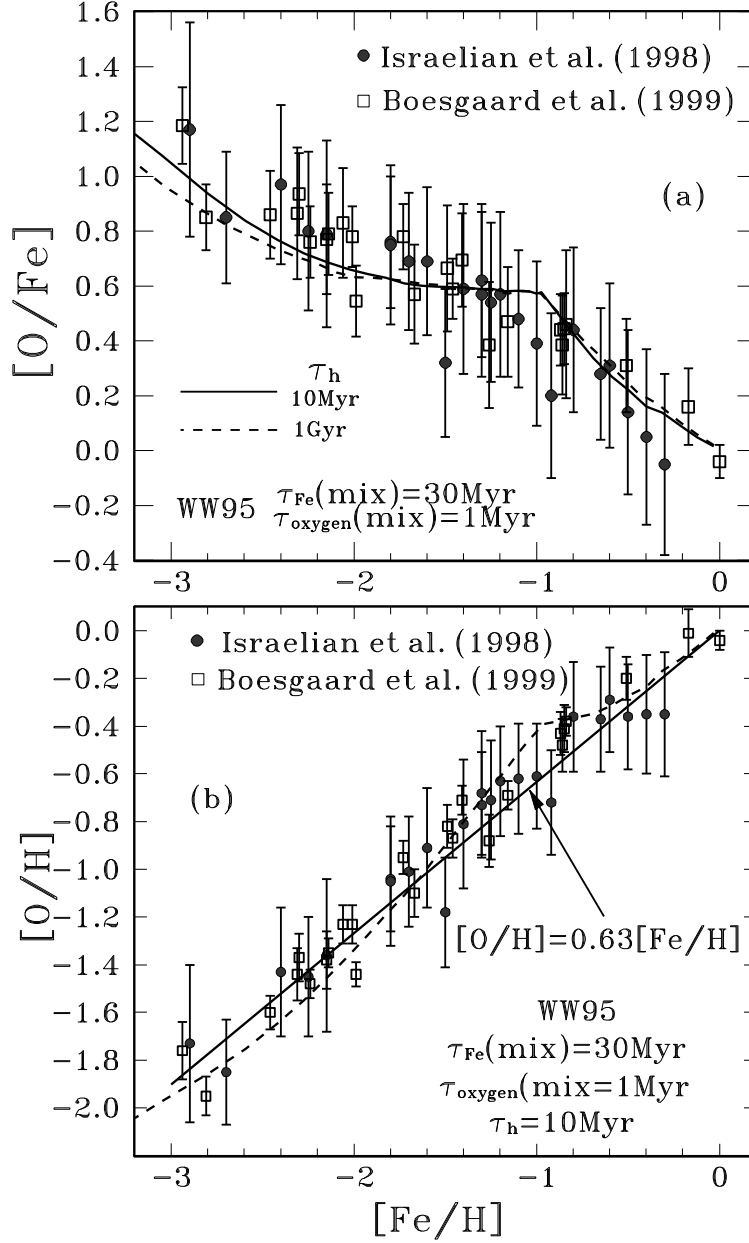 1.6
1.4
1.2
1.0
0.8
0.6
0.4
0.2
0.0
−0.2
−0.4
[O/Fe]
Israelian et al. (1998)
Boesgaard et al. (1999)
(a)
τh
10Myr
1Gyr
WW95
τFe(mix)=30Myr
τoxygen(mix)=1Myr
−3 −2 −1 0
0.0
−0.2
−0.4
−0.6
−0.8
−1.0
−1.2
−1.4
−1.6
−1.8
−2.0
[O/H]
Israelian et al. (1998)
Boesgaard et al. (1999)
(b)
[O/H]=0.63[Fe/H]
WW95
τFe(mix)=30Myr
τoxygen(mix=1Myr
τh=10Myr
−3 −2 −1 0
[Fe/H]